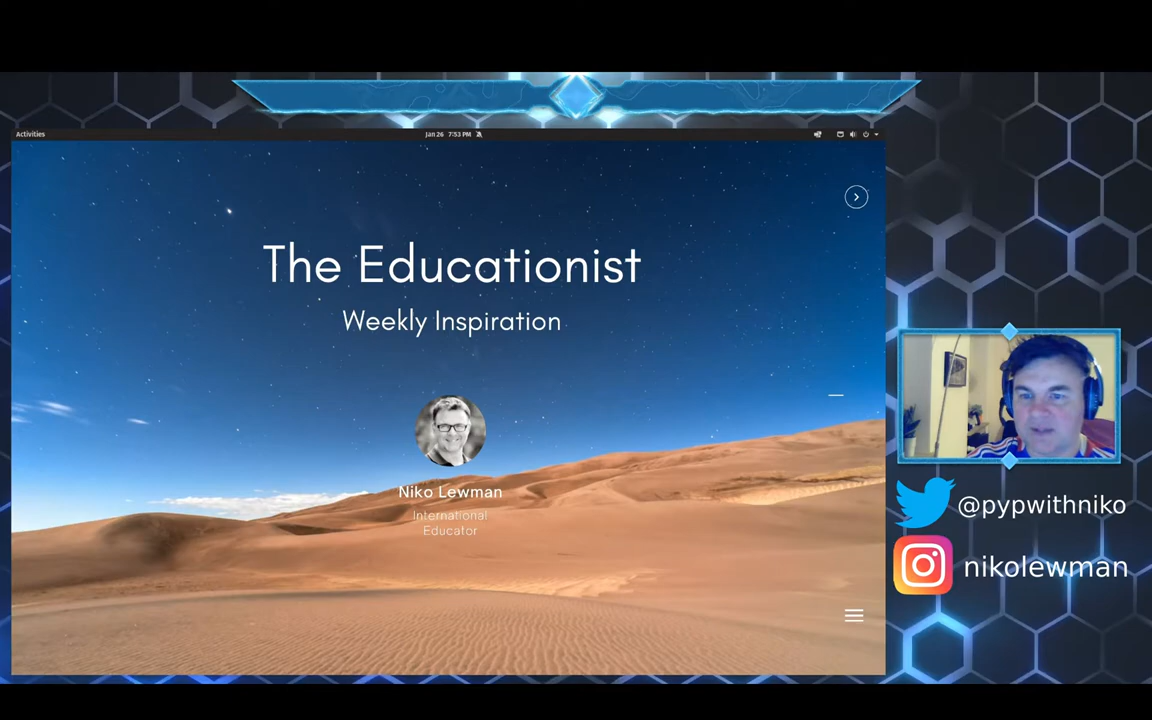 Activities
Jan 26 7:53 PM
The Educationist
Weekly Inspiration
Niko Lewman
International
Educator
@pypwithniko
nikolewman